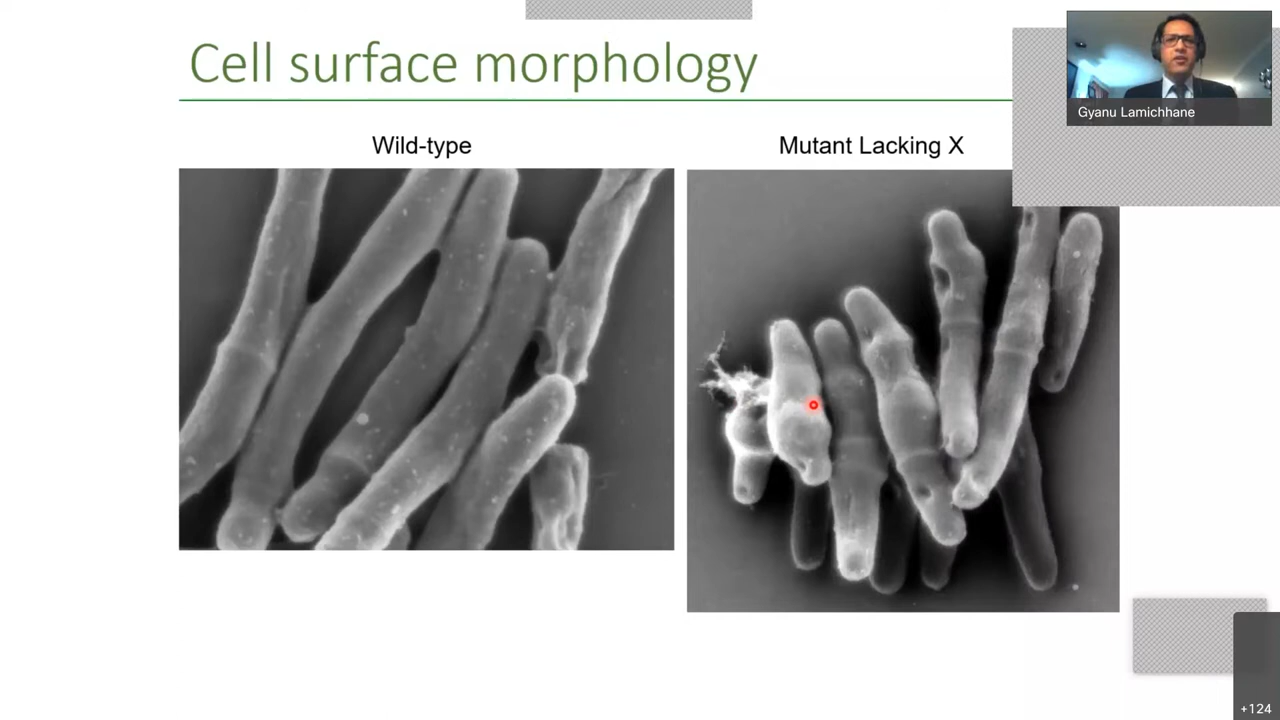 Cell surface morphology
Gyanu Lamichhane
Wild-type
Mutant Lacking X
+124